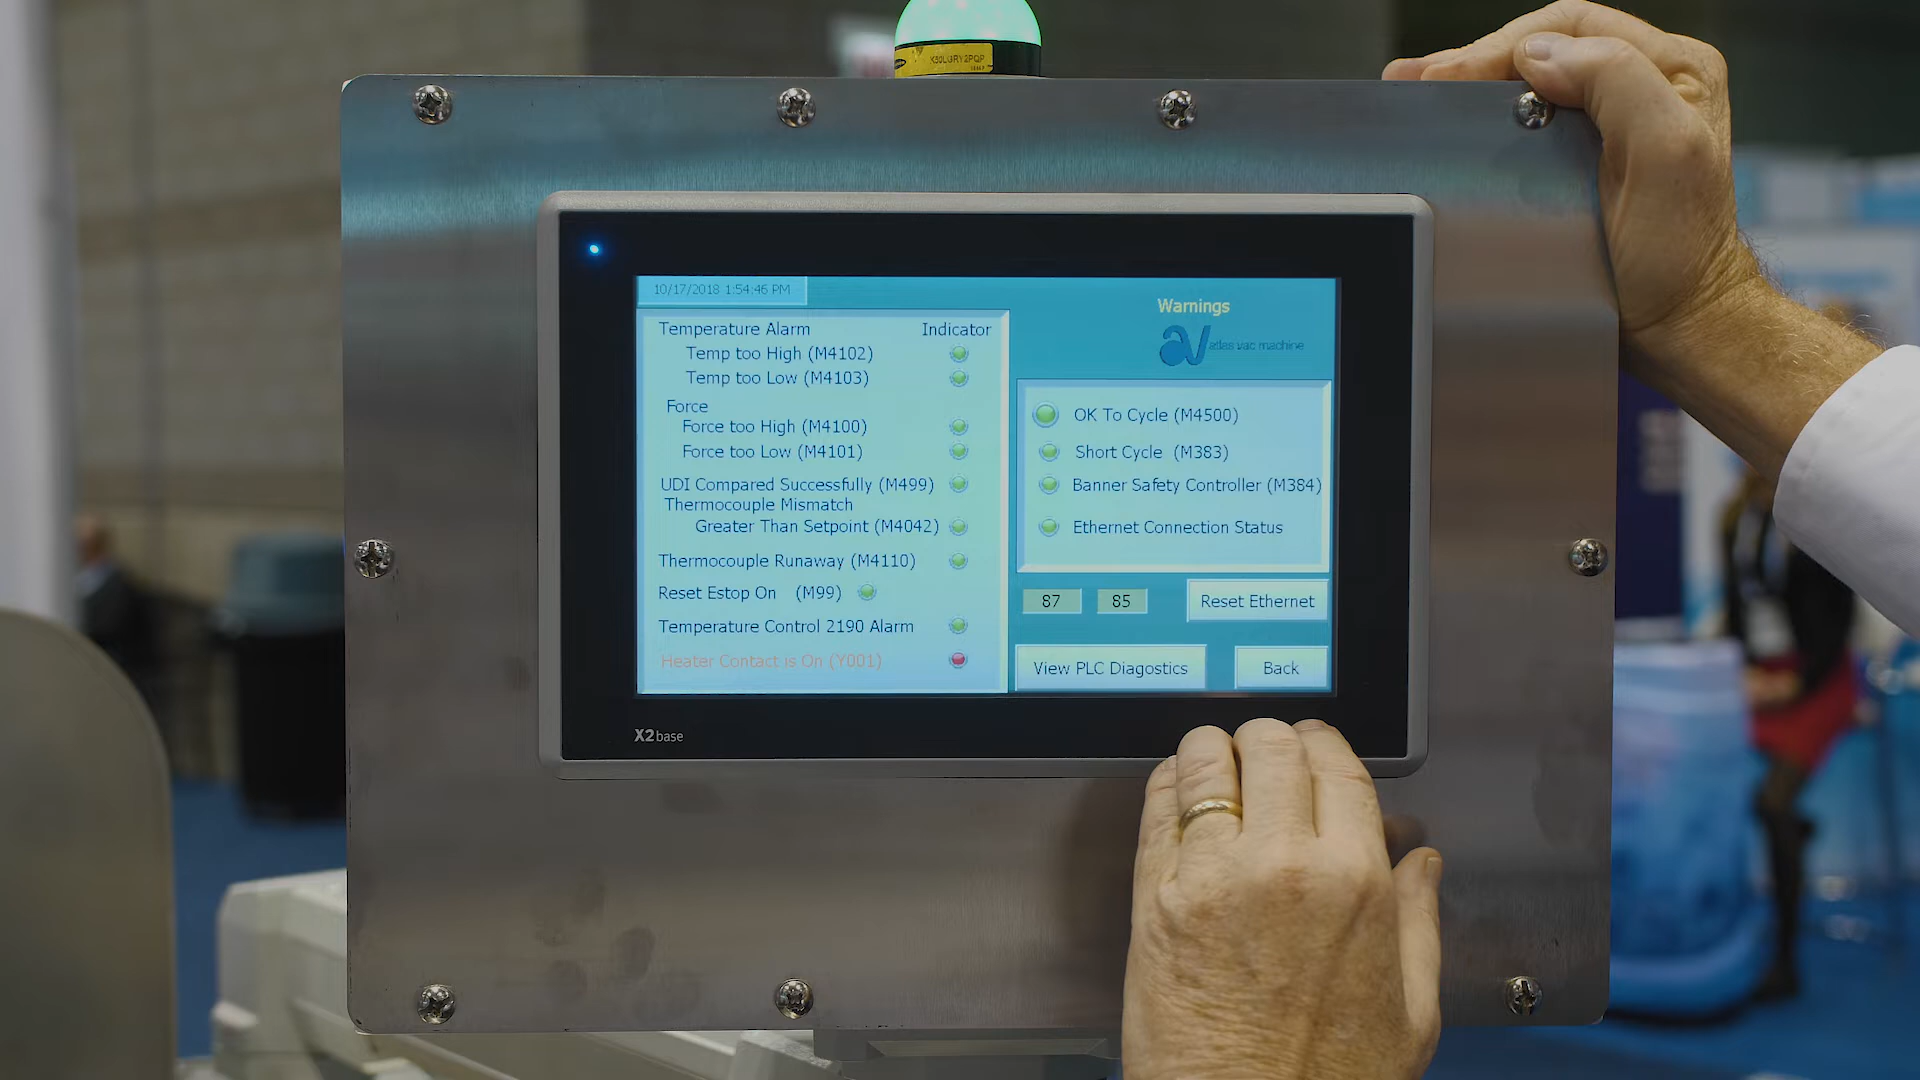 K50LGRY2PQP
10/17/2018 1:54:46 PM
Warnings
atlas vac machine
Temperature Alarm Indicator
Temp too High (M4102)
Temp too Low (M4103)
Force
Force too High (M4100)
Force too Low (M4101)
UDI Compared Successfully (M499)
Thermocouple Mismatch
Greater Than Setpoint (M4042)
Thermocouple Runaway (M4110)
Reset Estop On (M99)
Temperature Control 2190 Alarm
Heater Contact is On (Y001)
OK To Cycle (M4500)
Short Cycle (M383)
Banner Safety Controller (M384)
Ethernet Connection Status
87 85 Reset Ethernet
View PLC Diagostics Back
X2 base